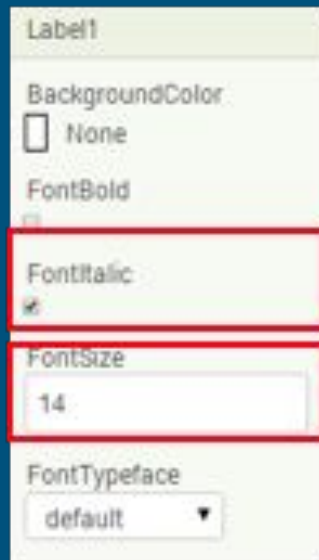 Label1
BackgroundColor
None
FontBold
FontItalic
FontSize
14
FontTypeface
default